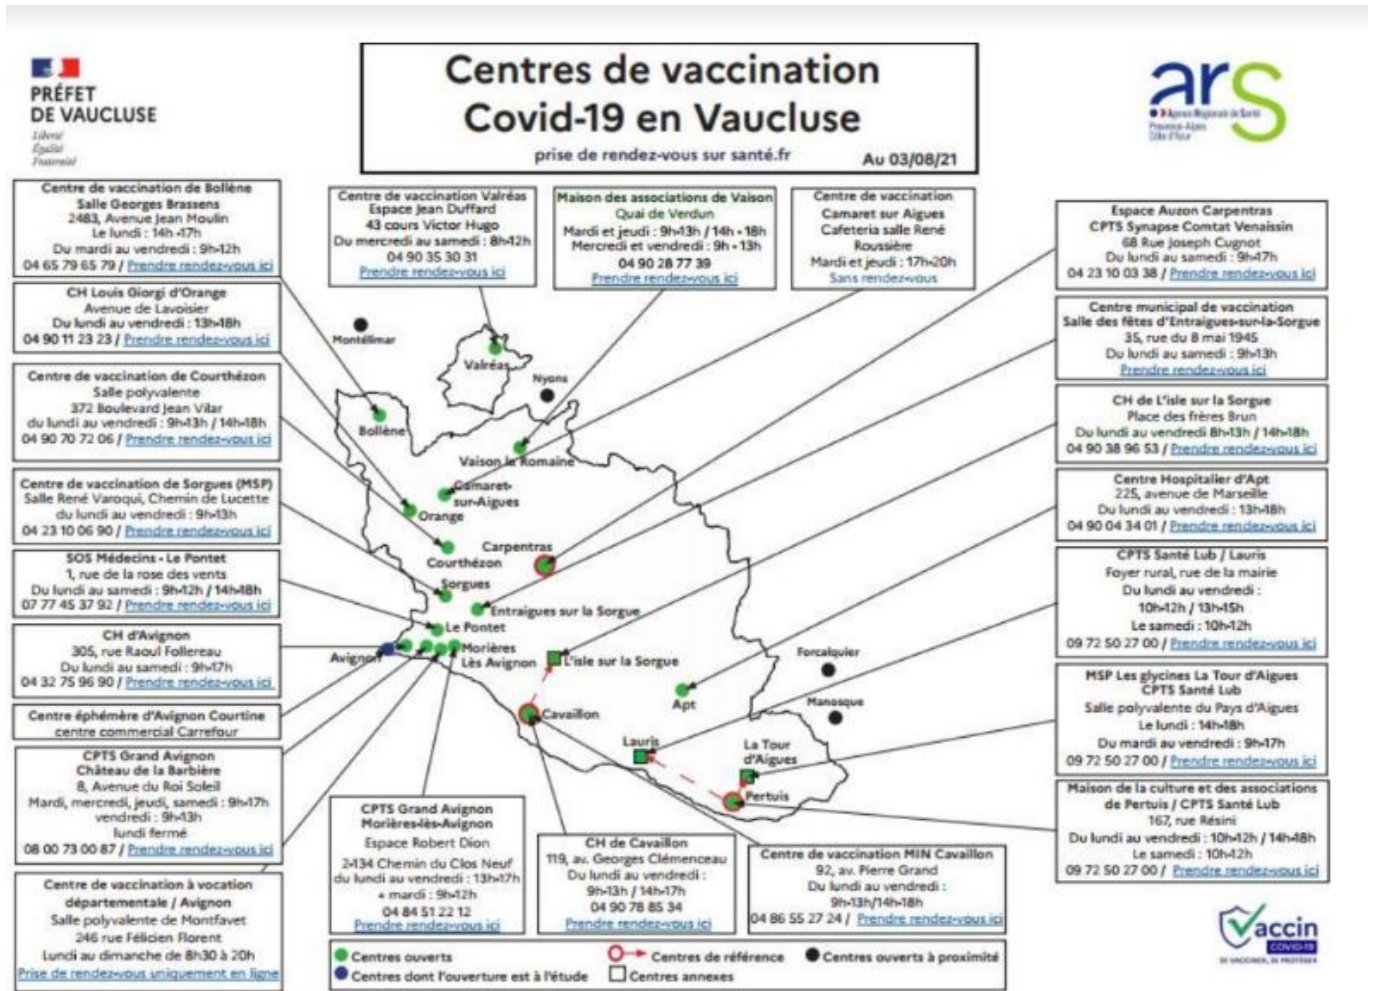 PRÉFET
DE VAUCLUSE
Liberté
Égalité
Fraternité
Centres de vaccination
Covid-19 en Vaucluse
prise de rendez-vous sur santé.fr
Au 03/08/21
ars
Agence Régionale de Santé
Provence-Alpes
Côte d'Azur
Centre de vaccination de Bollène
Salle Georges Brassens
2483, Avenue Jean Moulin
Le lundi : 14h -17h
Du mardi au vendredi : 9h-12h
04 65 79 65 79 / Prendre rendez-vous ici
CH Louis Giorgi d'Orange
Avenue de Lavoisier
Du lundi au vendredi : 13h-18h
04 90 11 23 23 / Prendre rendez-vous ici
Centre de vaccination de Courthézon
Salle polyvalente
372 Boulevard Jean Vilar
du lundi au vendredi : 9h-13h / 14h-18h
04 90 70 72 06 / Prendre rendez-vous ici
Centre de vaccination de Sorgues (MSP)
Salle René Varoqui, Chemin de Lucette
du lundi au vendredi : 9h-13h
04 23 10 06 90 / Prendre rendez-vous ici
SOS Médecins - Le Pontet
1, rue de la rose des vents
Du lundi au samedi : 9h-12h / 14h-18h
07 77 45 37 92 / Prendre rendez-vous ici
CH d'Avignon
305, rue Raoul Follereau
Du lundi au samedi : 9h-17h
04 32 75 96 90 / Prendre rendez-vous ici
Centre éphémère d'Avignon Courtine
centre commercial Carrefour
CPTS Grand Avignon
Château de la Barbière
8, Avenue du Roi Soleil
Mardi, mercredi, jeudi, samedi : 9h-17h
vendredi : 9h-13h
lundi fermé
08 00 73 00 87 / Prendre rendez-vous ici
Centre de vaccination à vocation
départementale / Avignon
Salle polyvalente de Montfavet
246 rue Félicien Florent
Lundi au dimanche de 8h30 à 20h
Prise de rendez-vous uniquement en ligne
Centre de vaccination Valréas
Espace Jean Duffard
43 cours Victor Hugo
Du mercredi au samedi : 8h-12h
04 90 35 30 31
Prendre rendez-vous ici
Maison des associations de Vaison
Quai de Verdun
Mardi et jeudi : 9h-13h / 14h - 18h
Mercredi et vendredi : 9h - 13h
04 90 28 77 39
Prendre rendez-vous ici
Centre de vaccination
Camaret sur Aigues
Cafeteria salle René
Roussière
Mardi et jeudi : 17h-20h
Sans rendez-vous
Espace Auzon Carpentras
CPTS Synapse Comtat Venaissin
68 Rue Joseph Cugnot
Du lundi au samedi : 9h-17h
04 23 10 03 38 / Prendre rendez-vous ici
Centre municipal de vaccination
Salle des fêtes d'Entraigues-sur-la-Sorgue
35, rue du 8 mai 1945
Du lundi au samedi : 9h-13h
Prendre rendez-vous ici
CH de L'isle sur la Sorgue
Place des frères Brun
Du lundi au vendredi 8h-13h / 14h-18h
04 90 38 96 53 / Prendre rendez-vous ici
Centre Hospitalier d'Apt
225, avenue de Marseille
Du lundi au vendredi : 13h-18h
04 90 04 34 01 / Prendre rendez-vous ici
CPTS Santé Lub / Lauris
Foyer rural, rue de la mairie
Du lundi au vendredi :
10h-12h / 13h-15h
Le samedi : 10h-12h
09 72 50 27 00 / Prendre rendez-vous ici
MSP Les glycines La Tour d'Aigues
CPTS Santé Lub
Salle polyvalente du Pays d'Aigues
Le lundi : 14h-18h
Du mardi au vendredi : 9h-17h
09 72 50 27 00 / Prendre rendez-vous ici
Maison de la culture et des associations
de Pertuis / CPTS Santé Lub
167, rue Résini
Du lundi au vendredi : 10h-12h / 14h-18h
Le samedi : 10h-12h
09 72 50 27 00 / Prendre rendez-vous ici
Montélimar
Valréas
Nyons
Bollène
Vaison la Romaine
Camaret-
sur-Aigues
Orange
Carpentras
Courthézon
Sorgues
Entraigues sur la Sorgue
Le Pontet
Avignon
Morières
Lès Avignon
L'isle sur la Sorgue
Forcalquier
Apt
Manosque
Cavaillon
Lauris
La Tour
d'Aigues
Pertuis
CPTS Grand Avignon
Morières-lès-Avignon
Espace Robert Dion
2-134 Chemin du Clos Neuf
du lundi au vendredi : 13h-17h
+ mardi : 9h-12h
04 84 51 22 12
Prendre rendez-vous ici
CH de Cavaillon
119, av. Georges Clémenceau
Du lundi au vendredi :
9h-13h / 14h-17h
04 90 78 85 34
Prendre rendez-vous ici
Centre de vaccination MIN Cavaillon
92, av. Pierre Grand
Du lundi au vendredi :
9h-13h/14h-18h
04 86 55 27 24 / Prendre rendez-vous ici
Centres ouverts
Centres de référence
Centres ouverts à proximité
Centres dont l'ouverture est à l'étude
Centres annexes
Vaccin
COVID-19
SE VACCINER, SE PROTÉGER